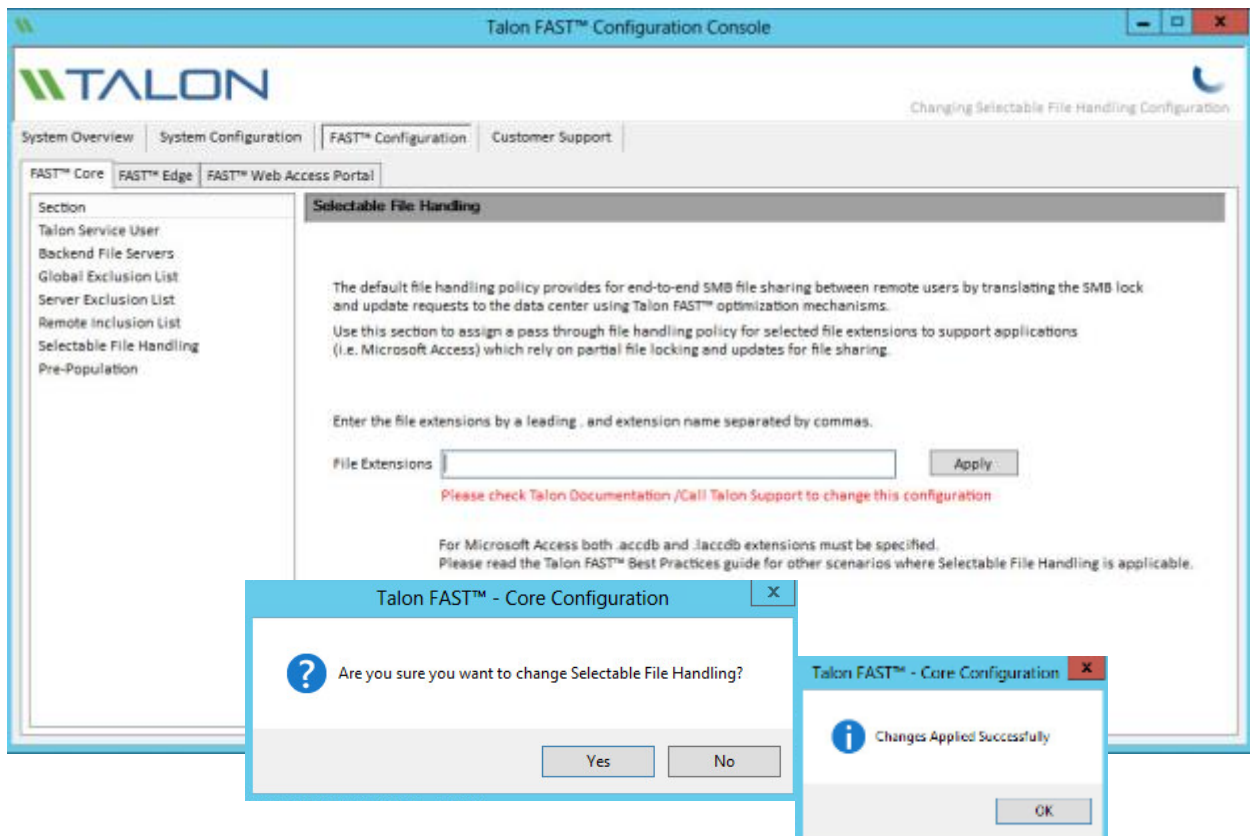 Talon FAST™ Configuration Console
TALON
Changing Selectable File Handling Configuration
System Overview System Configuration FAST™ Configuration Customer Support
FAST™ Core FAST™ Edge FAST™ Web Access Portal
Section
Talon Service User
Backend File Servers
Global Exclusion List
Server Exclusion List
Remote Inclusion List
Selectable File Handling
Pre-Population
Selectable File Handling
The default file handling policy provides for end-to-end SMB file sharing between remote users by translating the SMB lock
and update requests to the data center using Talon FAST™ optimization mechanisms.
Use this section to assign a pass through file handling policy for selected file extensions to support applications
(i.e. Microsoft Access) which rely on partial file locking and updates for file sharing.
Enter the file extensions by a leading . and extension name separated by commas.
File Extensions Apply
Please check Talon Documentation /Call Talon Support to change this configuration
For Microsoft Access both .accdb and .laccdb extensions must be specified.
Please read the Talon FAST™ Best Practices guide for other scenarios where Selectable File Handling is applicable.
Talon FAST™ - Core Configuration x
Are you sure you want to change Selectable File Handling?
Yes No
Talon FAST™ - Core Configuration x
Changes Applied Successfully
OK